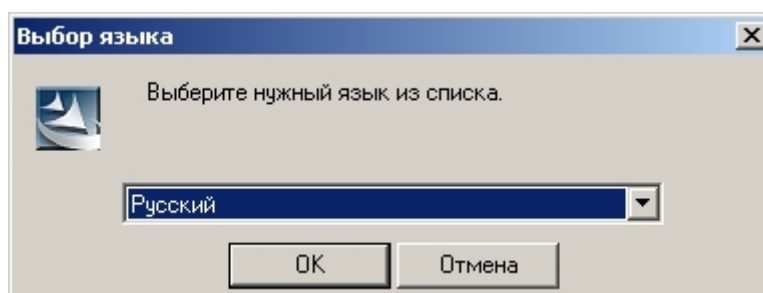 Выбор языка
Выберите нужный язык из списка.
Русский
OK
Отмена